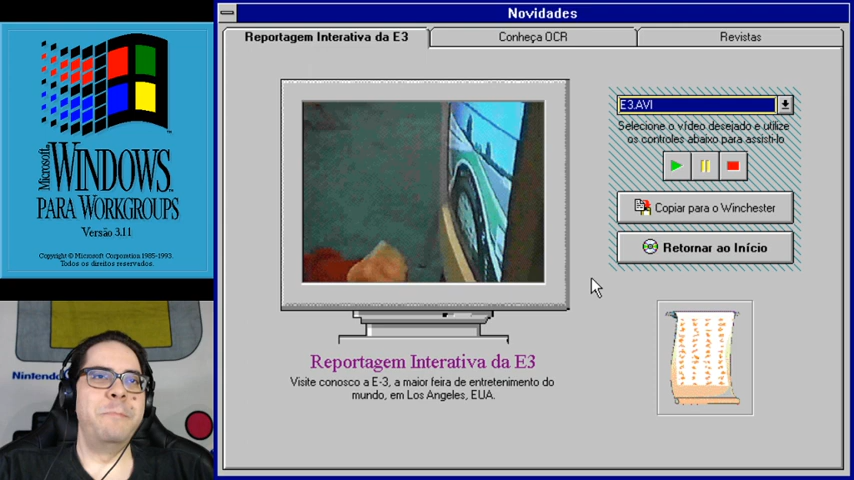 Microsoft®
WINDOWS™
PARA WORKGROUPS
Versão 3.11
Copyright © Microsoft Corporation 1985-1993.
Todos os direitos reservados.
Nintendo
Novidades
Reportagem Interativa da E3
Conheça OCR
Revistas
E3.AVI
Selecione o vídeo desejado e utilize
os controles abaixo para assisti-lo
Copiar para o Winchester
Retornar ao Início
Reportagem Interativa da E3
Visite conosco a E-3, a maior feira de entretenimento do
mundo, em Los Angeles, EUA.